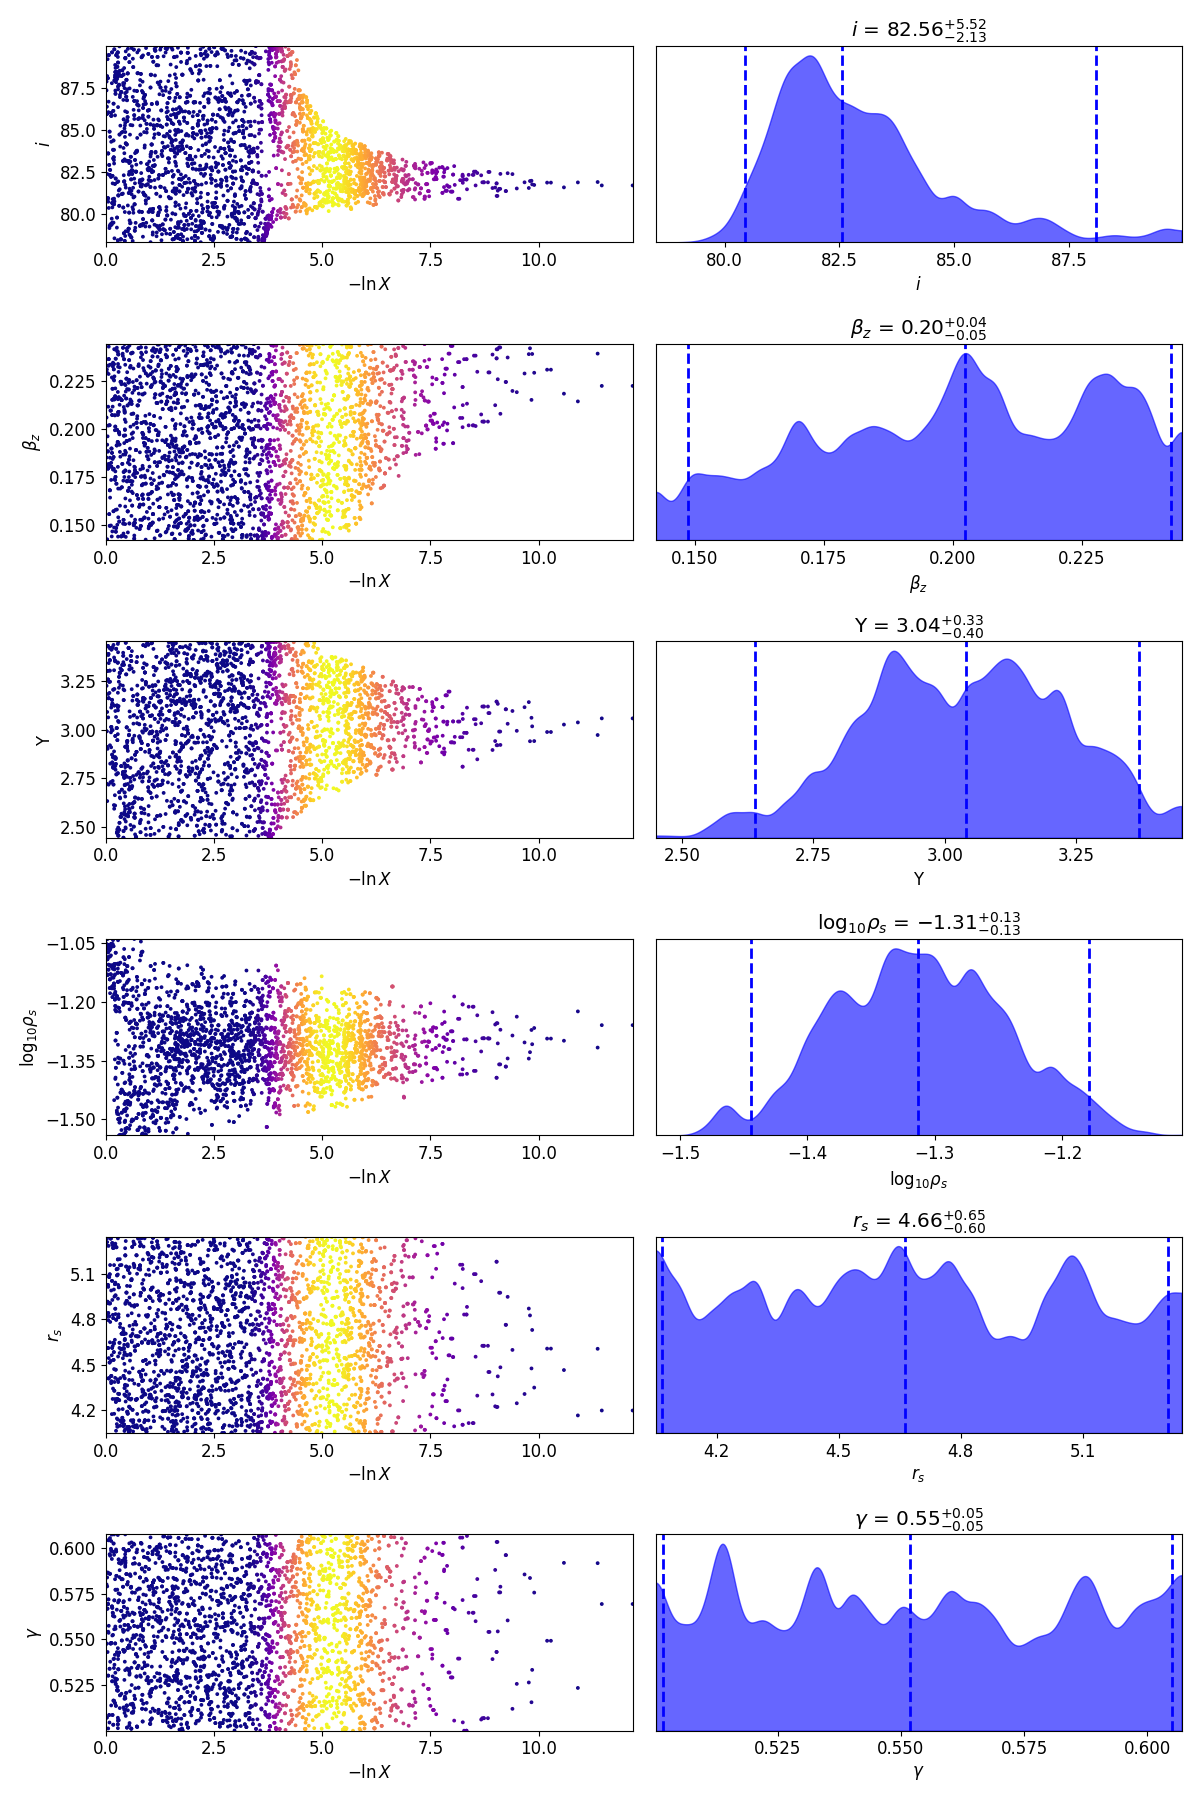 i = 82.56^{+5.52}_{-2.13}
87.5
85.0
82.5
80.0
i
0.0 2.5 5.0 7.5 10.0
−ln X
80.0 82.5 85.0 87.5
i
β_z = 0.20^{+0.04}_{-0.05}
0.225
0.200
0.175
0.150
β_z
0.0 2.5 5.0 7.5 10.0
−ln X
0.150 0.175 0.200 0.225
β_z
Y = 3.04^{+0.33}_{-0.40}
3.25
3.00
2.75
2.50
Y
0.0 2.5 5.0 7.5 10.0
−ln X
2.50 2.75 3.00 3.25
Y
log₁₀ρ_s = −1.31^{+0.13}_{-0.13}
−1.05
−1.20
−1.35
−1.50
log₁₀ρ_s
0.0 2.5 5.0 7.5 10.0
−ln X
−1.5 −1.4 −1.3 −1.2
log₁₀ρ_s
r_s = 4.66^{+0.65}_{-0.60}
5.1
4.8
4.5
4.2
r_s
0.0 2.5 5.0 7.5 10.0
−ln X
4.2 4.5 4.8 5.1
r_s
γ = 0.55^{+0.05}_{-0.05}
0.600
0.575
0.550
0.525
γ
0.0 2.5 5.0 7.5 10.0
−ln X
0.525 0.550 0.575 0.600
γ